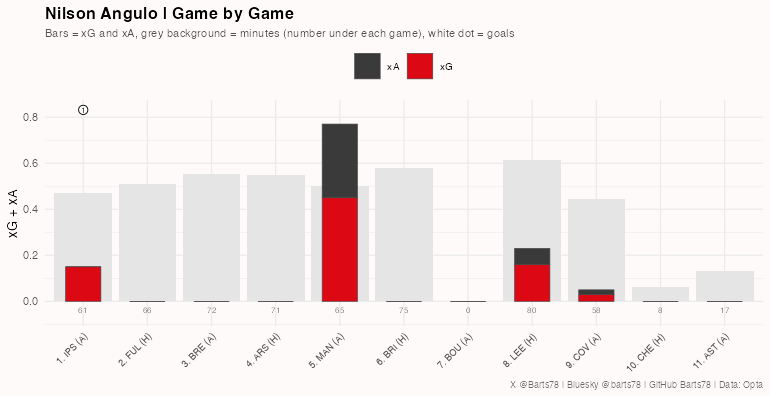 Nilson Angulo | Game by Game
Bars = xG and xA, grey background = minutes (number under each game), white dot = goals
xA xG
xG + xA
0.8
0.6
0.4
0.2
0.0
1
61 66 72 71 65 75 0 80 58 8 17
1. IPS (A) 2. FUL (H) 3. BRE (A) 4. ARS (H) 5. MAN (A) 6. BRI (H) 7. BOU (A) 8. LEE (H) 9. COV (A) 10. CHE (H) 11. AST (A)
X @Barts78 | Bluesky @barts78 | GitHub Barts78 | Data: Opta